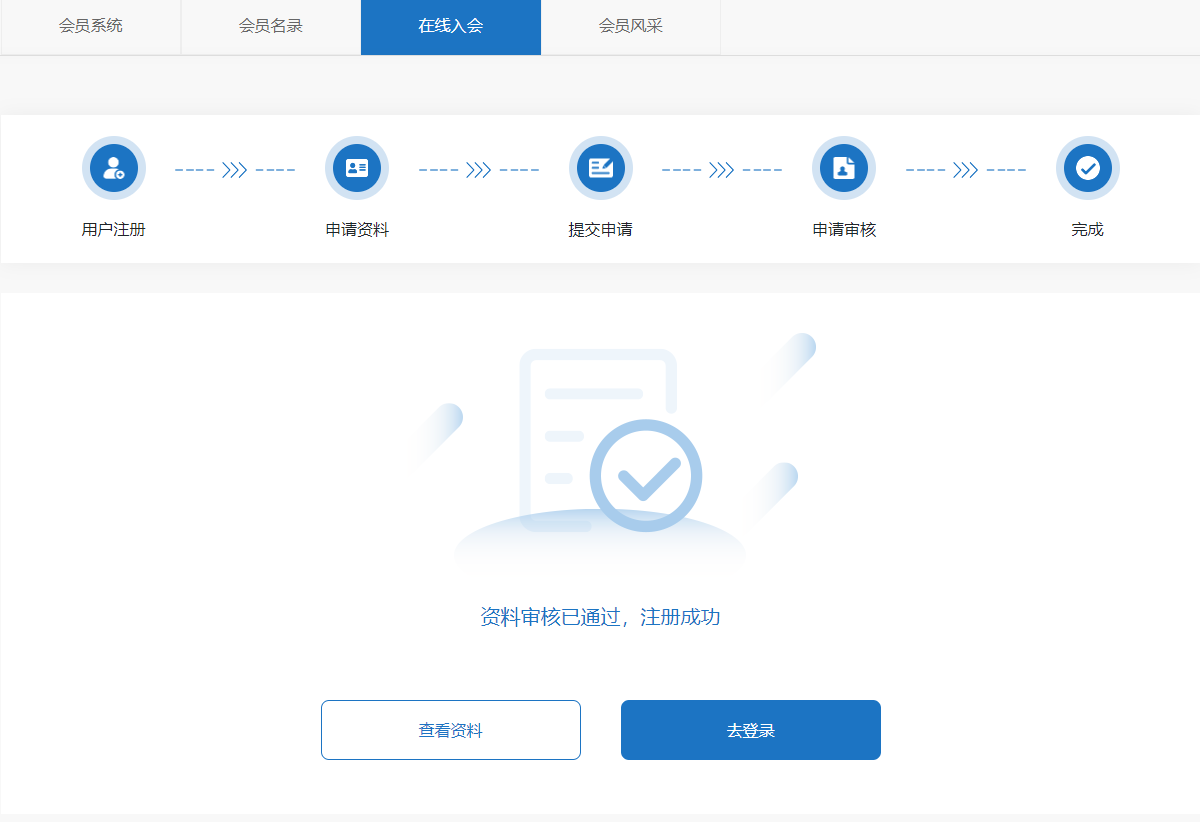 会员系统
会员名录
在线入会
会员风采
用户注册
申请资料
提交申请
申请审核
完成
资料审核已通过，注册成功
查看资料
去登录